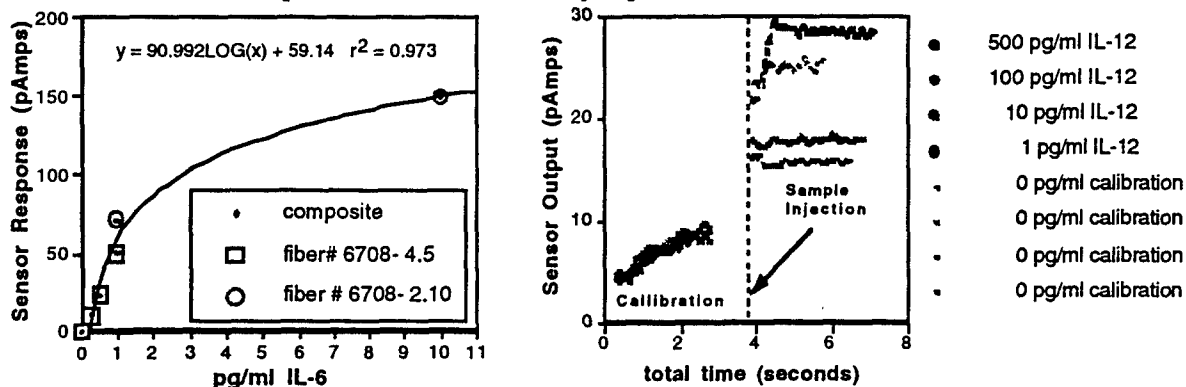 200
150
100
50
0
Sensor Response (pAmps)
y = 90.992LOG(x) + 59.14 r2 = 0.973
composite
fiber# 6708- 4.5
fiber # 6708- 2.10
0 1 2 3 4 5 6 7 8 9 10 11
pg/ml IL-6
30
20
10
0
Sensor Output (pAmps)
Sample
Injection
Callibration
0 2 4 6 8
total time (seconds)
500 pg/ml IL-12
100 pg/ml IL-12
10 pg/ml IL-12
1 pg/ml IL-12
0 pg/ml calibration
0 pg/ml calibration
0 pg/ml calibration
0 pg/ml calibration